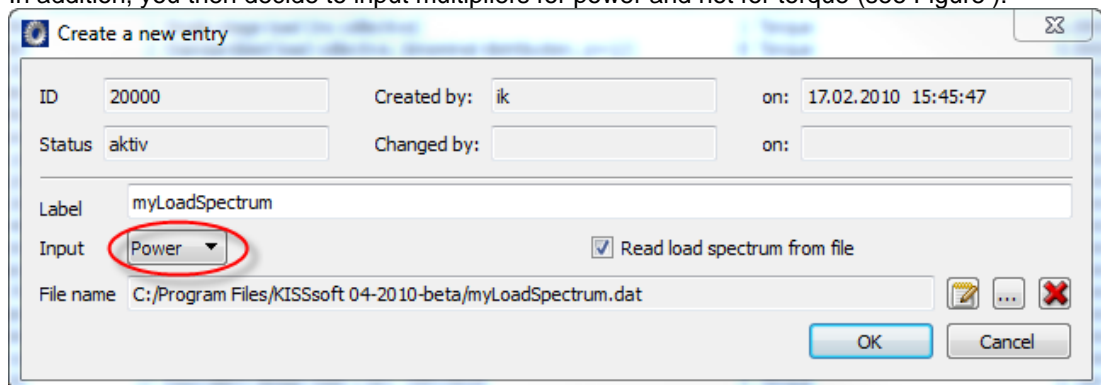 In addition, you then decide to input multipliers for power and not for torque (see Figure ).
Create a new entry
ID 20000 Created by: ik on: 17.02.2010 15:45:47
Status aktiv Changed by: on:
Label myLoadSpectrum
Input Power Read load spectrum from file
File name C:/Program Files/KISSsoft 04-2010-beta/myLoadSpectrum.dat ...
OK Cancel